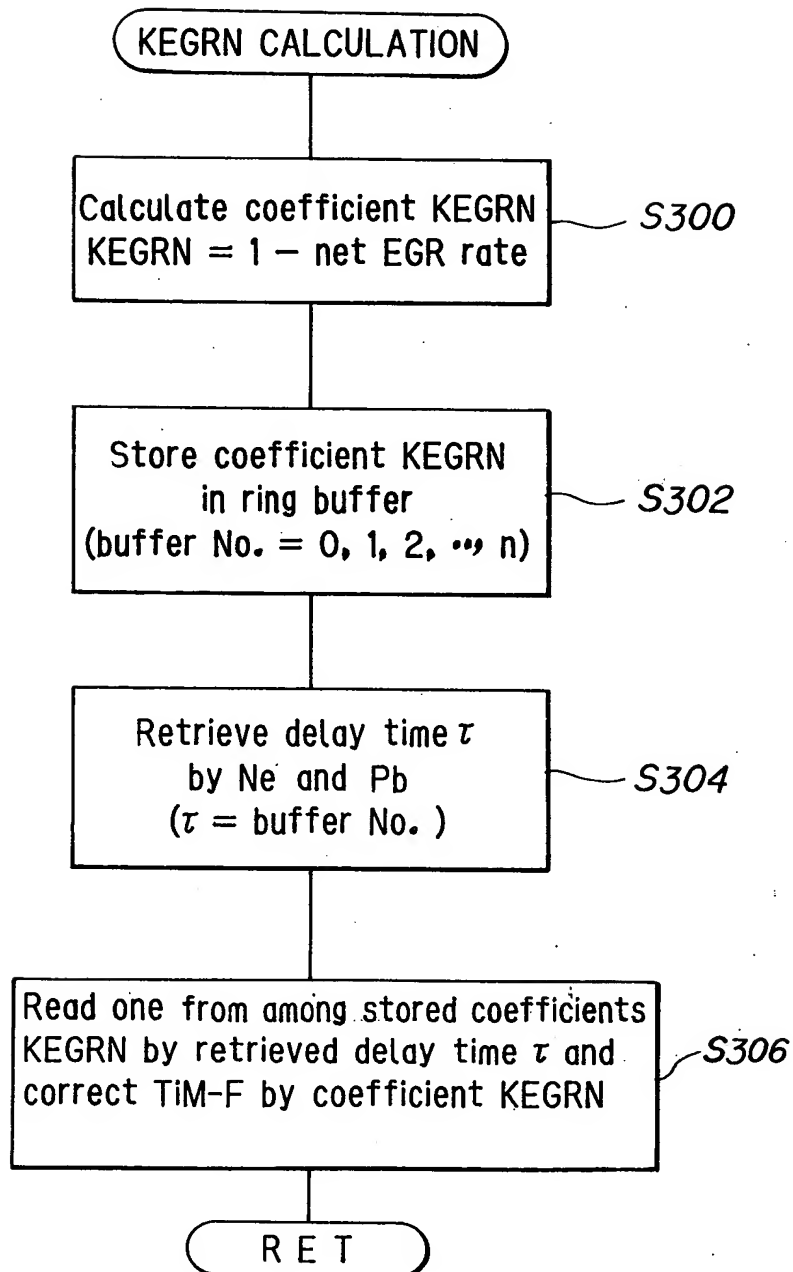 KEGRN CALCULATION
Calculate coefficient KEGRN
KEGRN = 1 – net EGR rate
S300
Store coefficient KEGRN
in ring buffer
(buffer No. = 0, 1, 2, ..., n)
S302
Retrieve delay time τ
by Ne and Pb
(τ = buffer No. )
S304
Read one from among stored coefficients
KEGRN by retrieved delay time τ and
correct TiM-F by coefficient KEGRN
S306
RET